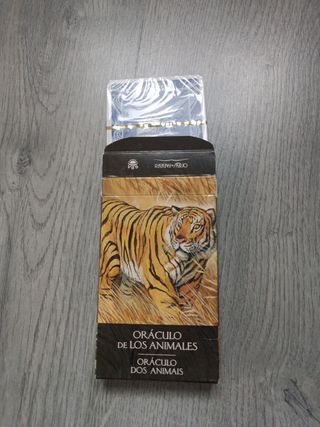 ORÁCULO
DE LOS ANIMALES
ORÁCULO
DOS ANIMAIS